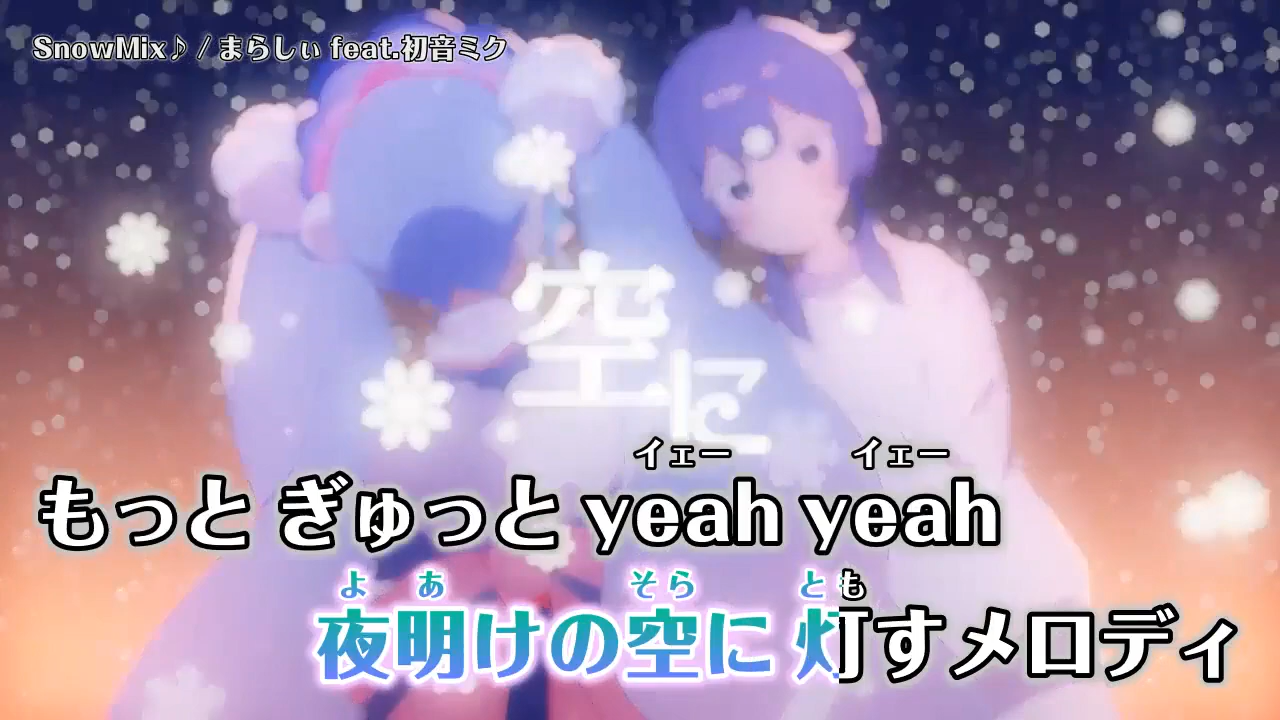 SnowMix♪ / まらしぃ feat.初音ミク
空に
イェー イェー
もっと ぎゅっと yeah yeah
よ あ そら とも
夜明けの空に 灯すメロディ